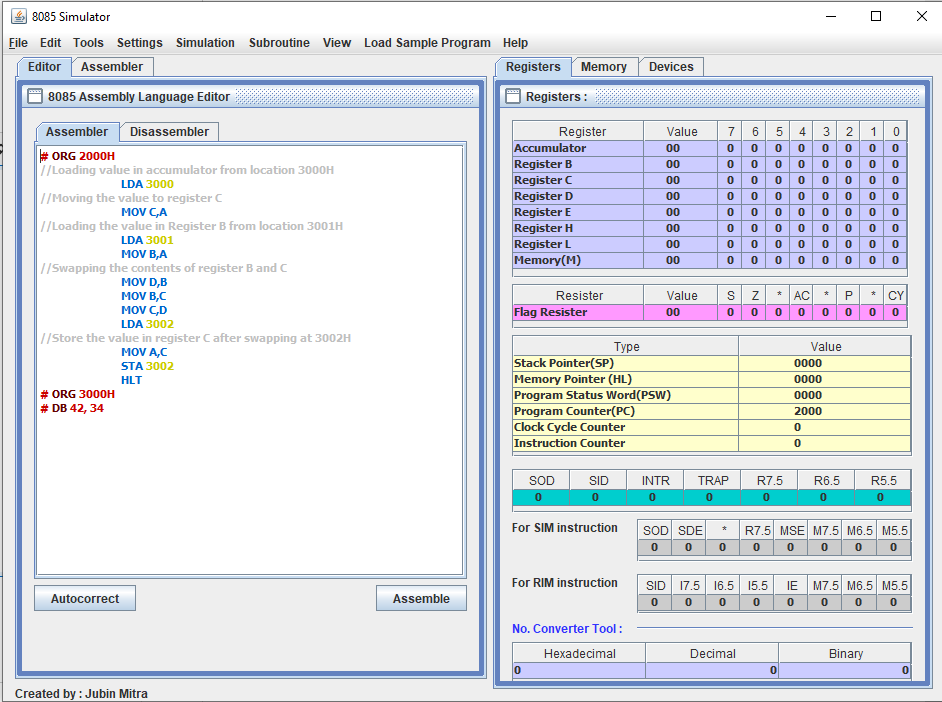 8085 Simulator
File Edit Tools Settings Simulation Subroutine View Load Sample Program Help
Editor Assembler
8085 Assembly Language Editor
Assembler Disassembler
# ORG 2000H
//Loading value in accumulator from location 3000H
LDA 3000
//Moving the value to register C
MOV C,A
//Loading the value in Register B from location 3001H
LDA 3001
MOV B,A
//Swapping the contents of register B and C
MOV D,B
MOV B,C
MOV C,D
LDA 3002
//Store the value in register C after swapping at 3002H
MOV A,C
STA 3002
HLT
# ORG 3000H
# DB 42, 34
Autocorrect Assemble
Created by : Jubin Mitra
Registers Memory Devices
Registers :
Register Value 7 6 5 4 3 2 1 0
Accumulator 00 0 0 0 0 0 0 0 0
Register B 00 0 0 0 0 0 0 0 0
Register C 00 0 0 0 0 0 0 0 0
Register D 00 0 0 0 0 0 0 0 0
Register E 00 0 0 0 0 0 0 0 0
Register H 00 0 0 0 0 0 0 0 0
Register L 00 0 0 0 0 0 0 0 0
Memory(M) 00 0 0 0 0 0 0 0 0
Resister Value S Z * AC * P * CY
Flag Resister 00 0 0 0 0 0 0 0 0
Type Value
Stack Pointer(SP) 0000
Memory Pointer (HL) 0000
Program Status Word(PSW) 0000
Program Counter(PC) 2000
Clock Cycle Counter 0
Instruction Counter 0
SOD SID INTR TRAP R7.5 R6.5 R5.5
0 0 0 0 0 0 0
For SIM instruction
SOD SDE * R7.5 MSE M7.5 M6.5 M5.5
0 0 0 0 0 0 0 0
For RIM instruction
SID I7.5 I6.5 I5.5 IE M7.5 M6.5 M5.5
0 0 0 0 0 0 0 0
No. Converter Tool :
Hexadecimal Decimal Binary
0 0 0